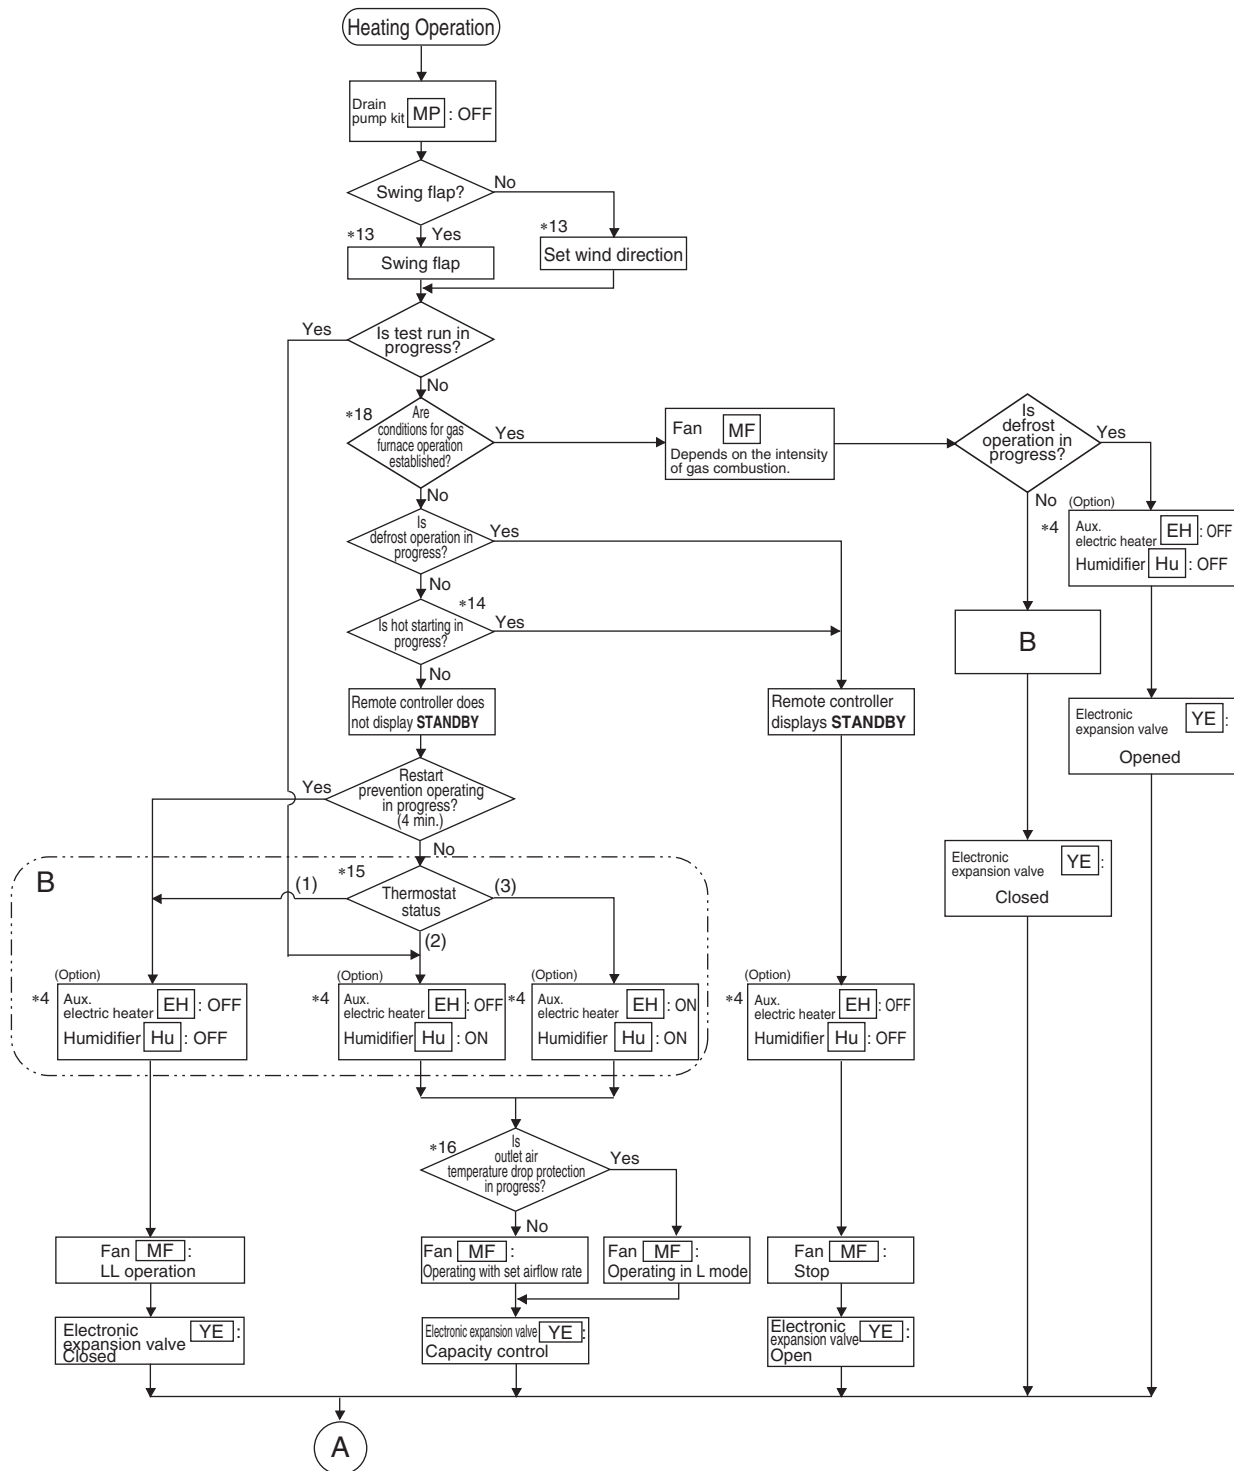 Heating Operation
Drain
pump kit MP : OFF
Swing flap?
No
*13
Yes
*13
Swing flap
Set wind direction
Yes
Is test run in
progress?
No
*18
Are
conditions for gas
furnace operation
established?
Yes
Fan MF
Depends on the intensity
of gas combustion.
Is
defrost operation in
progress?
Yes
No
(Option)
*4
Aux.
electric heater EH : OFF
Humidifier Hu : OFF
No
Is
defrost operation in
progress?
Yes
No
*14
Is hot starting in
progress?
Yes
No
B
Remote controller does
not display STANDBY
Remote controller
displays STANDBY
Electronic
expansion valve YE :
Opened
Yes
Restart
prevention operating
in progress?
(4 min.)
No
Electronic
expansion valve YE :
Closed
B
*15
(1)
Thermostat
status
(3)
(2)
(Option)
*4
Aux.
electric heater EH : OFF
Humidifier Hu : OFF
(Option)
*4
Aux.
electric heater EH : OFF
Humidifier Hu : ON
(Option)
*4
Aux.
electric heater EH : ON
Humidifier Hu : ON
(Option)
*4
Aux.
electric heater EH : OFF
Humidifier Hu : OFF
*16
Is
outlet air
temperature drop protection
in progress?
Yes
No
Fan MF :
LL operation
Fan MF :
Operating with set airflow rate
Fan MF :
Operating in L mode
Fan MF :
Stop
Electronic
expansion valve YE :
Closed
Electronic expansion valve YE :
Capacity control
Electronic
expansion valve YE :
Open
A